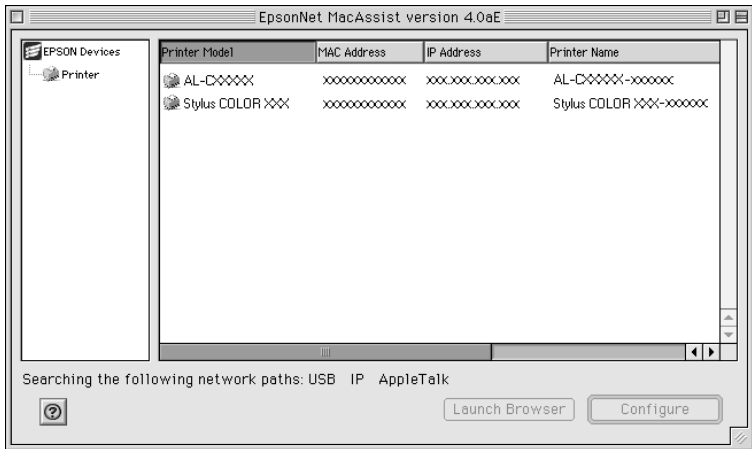 EpsonNet MacAssist version 4.0aE
EPSON Devices
Printer
Printer Model MAC Address IP Address Printer Name
AL-CXXXXX XXXXXXXXXXXX XXX.XXX.XXX.XXX AL-CXXXXX-XXXXXX
Stylus COLOR XXX XXXXXXXXXXXX XXX.XXX.XXX.XXX Stylus COLOR XXX-XXXXXX
Searching the following network paths: USB IP AppleTalk
?
Launch Browser Configure